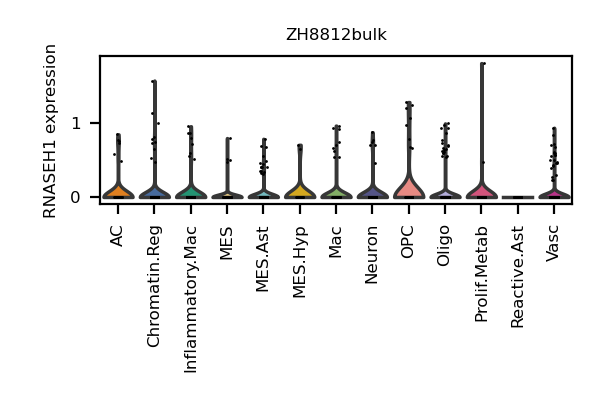 ZH8812bulk
RNASEH1 expression
1
0
AC
Chromatin.Reg
Inflammatory.Mac
MES
MES.Ast
MES.Hyp
Mac
Neuron
OPC
Oligo
Prolif.Metab
Reactive.Ast
Vasc